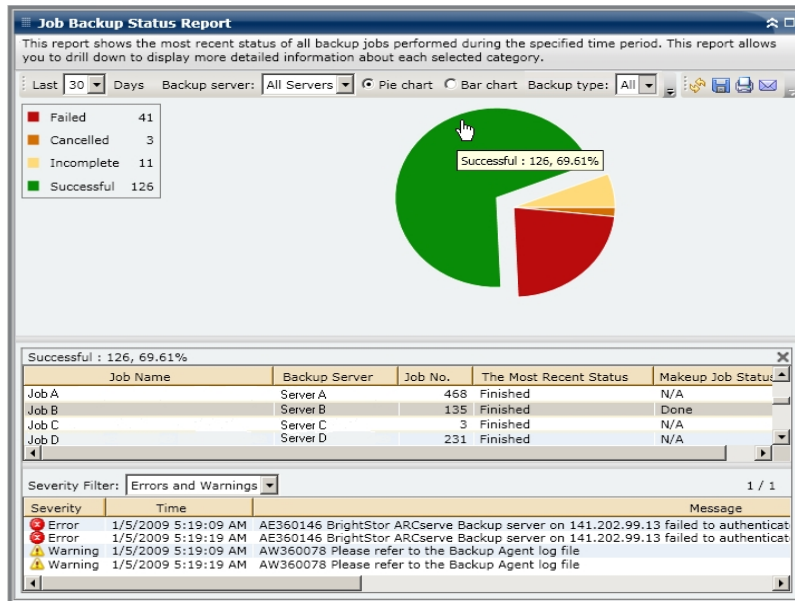 Job Backup Status Report
This report shows the most recent status of all backup jobs performed during the specified time period. This report allows
you to drill down to display more detailed information about each selected category.
Last 30 Days Backup server: All Servers Pie chart Bar chart Backup type: All
Failed 41
Cancelled 3
Incomplete 11
Successful 126
Successful : 126, 69.61%
Successful : 126, 69.61%
Job Name Backup Server Job No. The Most Recent Status Makeup Job Status
Job A Server A 468 Finished N/A
Job B Server B 135 Finished Done
Job C Server C 3 Finished N/A
Job D Server D 231 Finished N/A
Severity Filter: Errors and Warnings 1 / 1
Severity Time Message
Error 1/5/2009 5:19:09 AM AE360146 BrightStor ARCserve Backup server on 141.202.99.13 failed to authenticat
Error 1/5/2009 5:19:19 AM AE360146 BrightStor ARCserve Backup server on 141.202.99.13 failed to authenticat
Warning 1/5/2009 5:19:09 AM AW360078 Please refer to the Backup Agent log file
Warning 1/5/2009 5:19:19 AM AW360078 Please refer to the Backup Agent log file